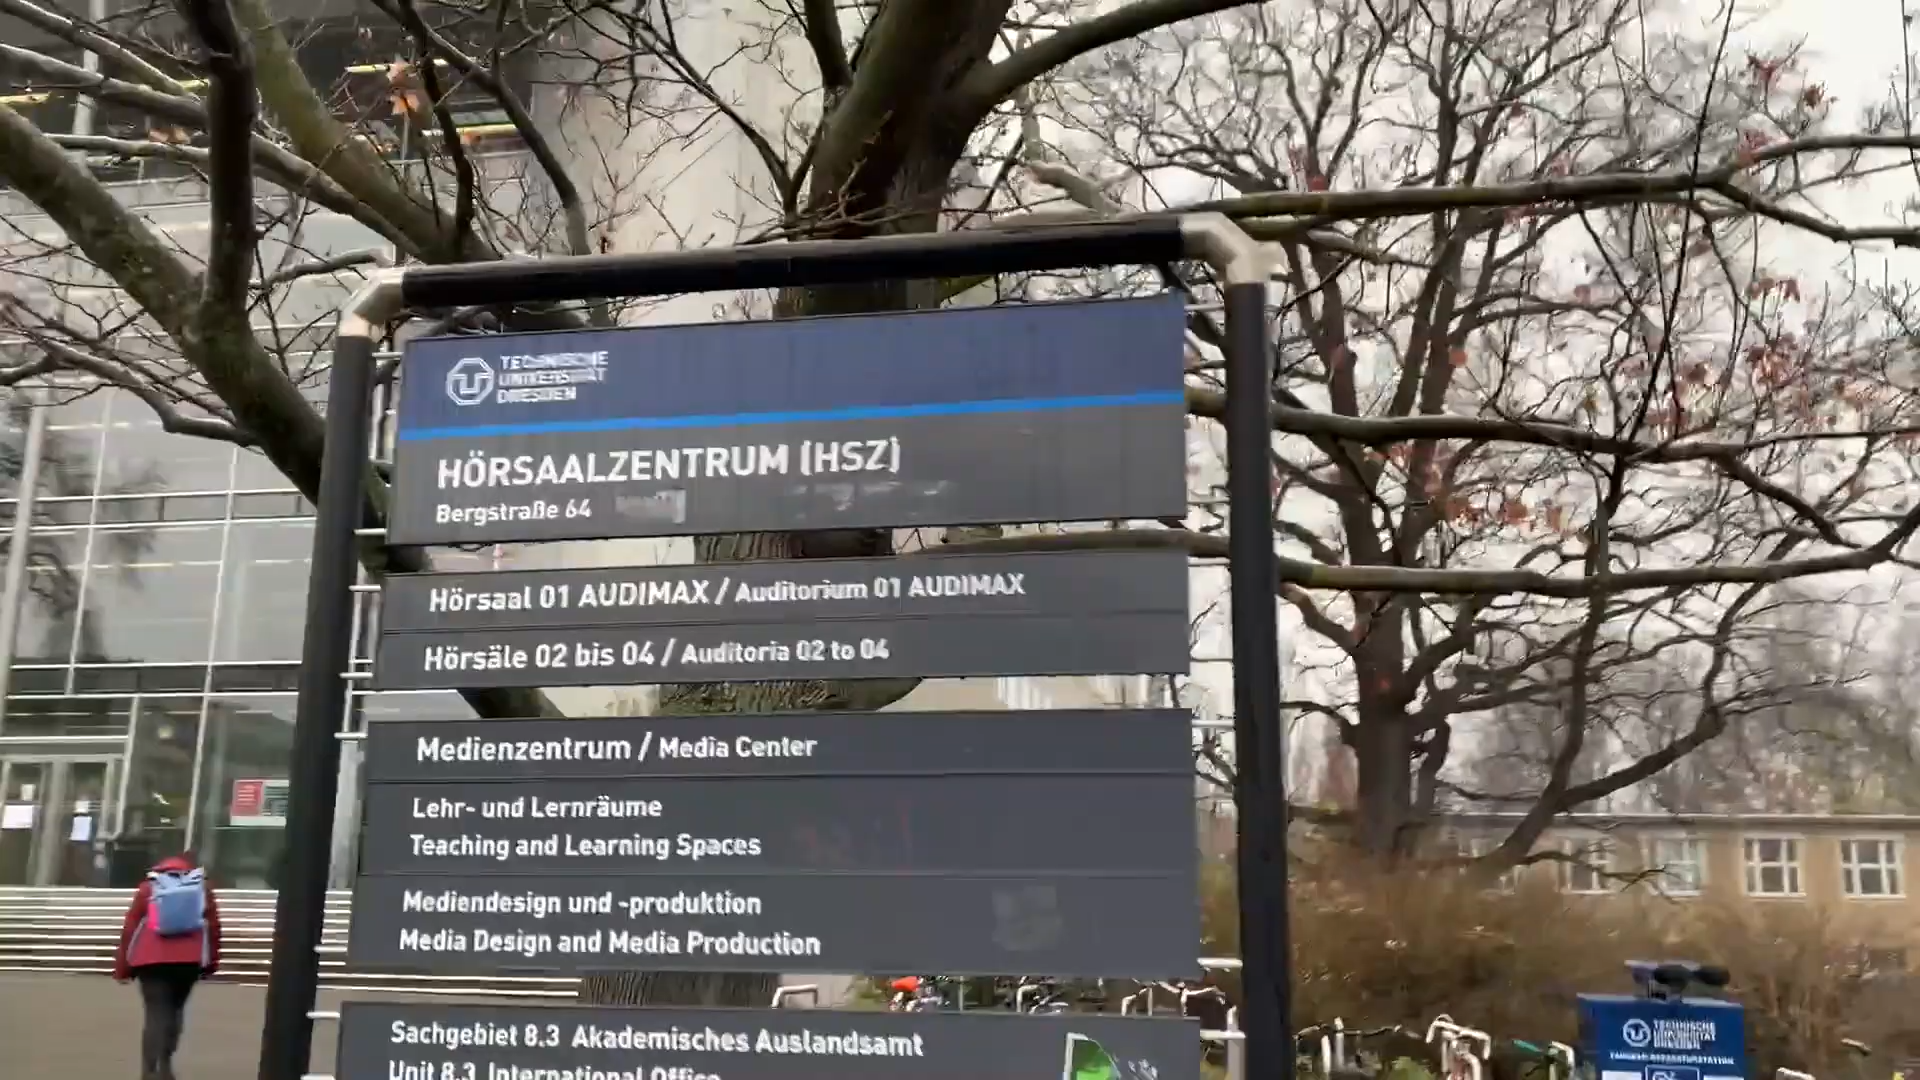 TECHNISCHE
UNIVERSITÄT
DRESDEN
HÖRSAALZENTRUM (HSZ)
Bergstraße 64
Hörsaal 01 AUDIMAX / Auditorium 01 AUDIMAX
Hörsäle 02 bis 04 / Auditoria 02 to 04
Medienzentrum / Media Center
Lehr- und Lernräume
Teaching and Learning Spaces
Mediendesign und -produktion
Media Design and Media Production
Sachgebiet 8.3 Akademisches Auslandsamt
Unit 8.3 International Office
TECHNISCHE
UNIVERSITÄT
DRESDEN